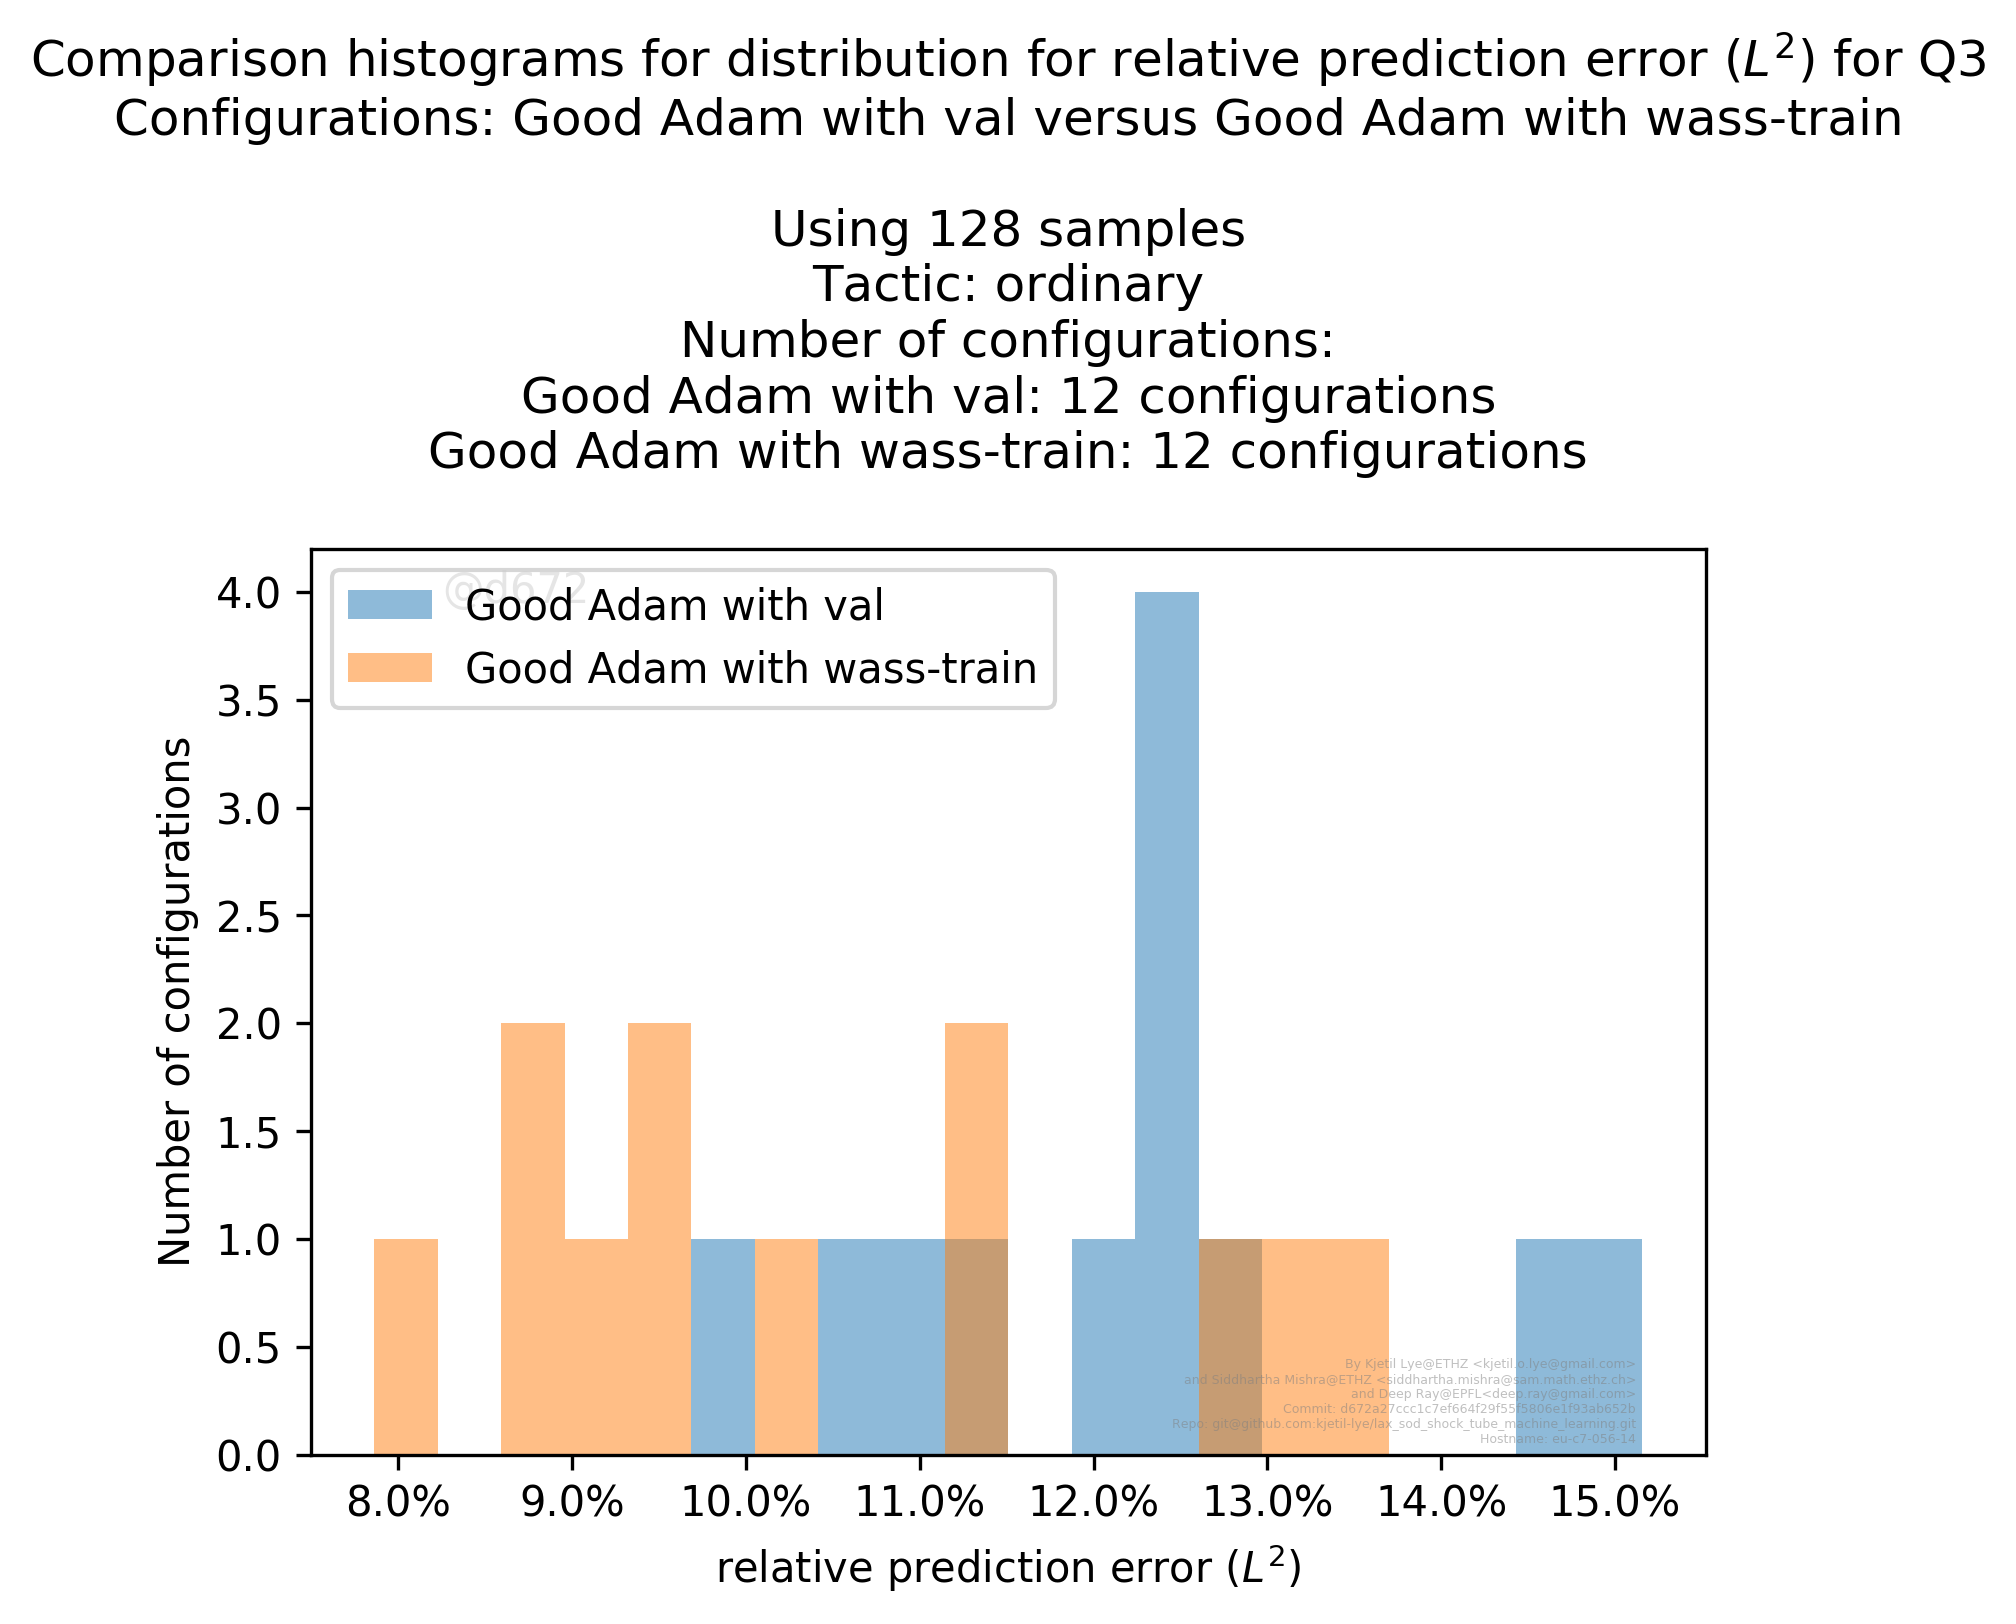 Comparison histograms for distribution for relative prediction error (L²) for Q3
Configurations: Good Adam with val versus Good Adam with wass-train
Using 128 samples
Tactic: ordinary
Number of configurations:
Good Adam with val: 12 configurations
Good Adam with wass-train: 12 configurations
@d672
Good Adam with val
Good Adam with wass-train
Number of configurations
4.0
3.5
3.0
2.5
2.0
1.5
1.0
0.5
0.0
By Kjetil Lye@ETHZ <kjetil.o.lye@gmail.com>
and Siddhartha Mishra@ETHZ <siddhartha.mishra@sam.math.ethz.ch>
and Deep Ray@EPFL<deep.ray@gmail.com>
Commit: d672a27ccc1c7ef664f29f55f5806e1f93ab652b
Repo: git@github.com:kjetil-lye/lax_sod_shock_tube_machine_learning.git
Hostname: eu-c7-056-14
8.0% 9.0% 10.0% 11.0% 12.0% 13.0% 14.0% 15.0%
relative prediction error (L²)